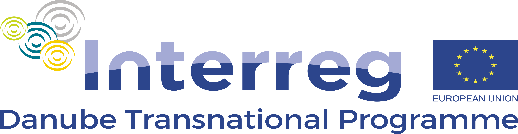 Interreg
EUROPEAN UNION
Danube Transnational Programme